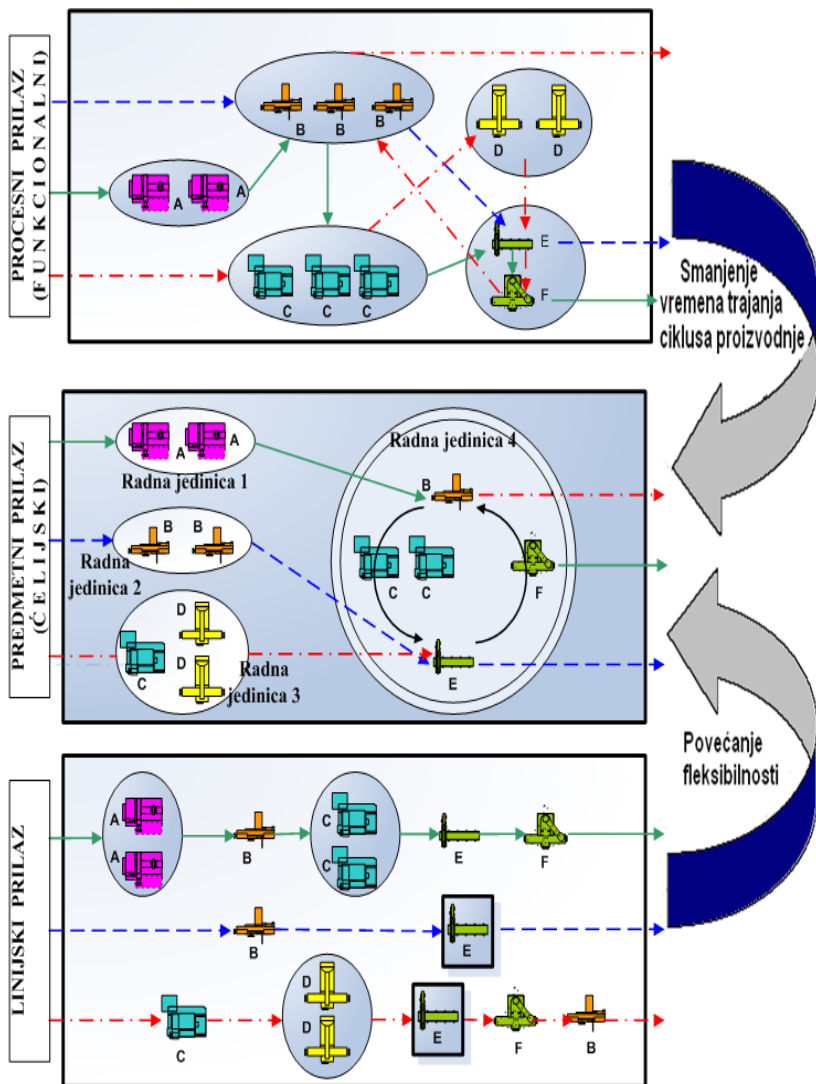 PROCESNI PRILAZ
(FUNKCIONALNI)
B
B
B
D
D
A
A
E
F
C
C
C
Smanjenje
vremena trajanja
ciklusa proizvodnje
PREDMETNI PRILAZ
(ĆELIJSKI)
A
A
Radna jedinica 1
Radna jedinica 4
B
B
B
Radna
jedinica 2
C
C
F
D
D
C
Radna
jedinica 3
E
Povećanje
fleksibilnosti
LINIJSKI PRILAZ
A
A
B
C
C
E
F
B
E
C
D
D
E
F
B